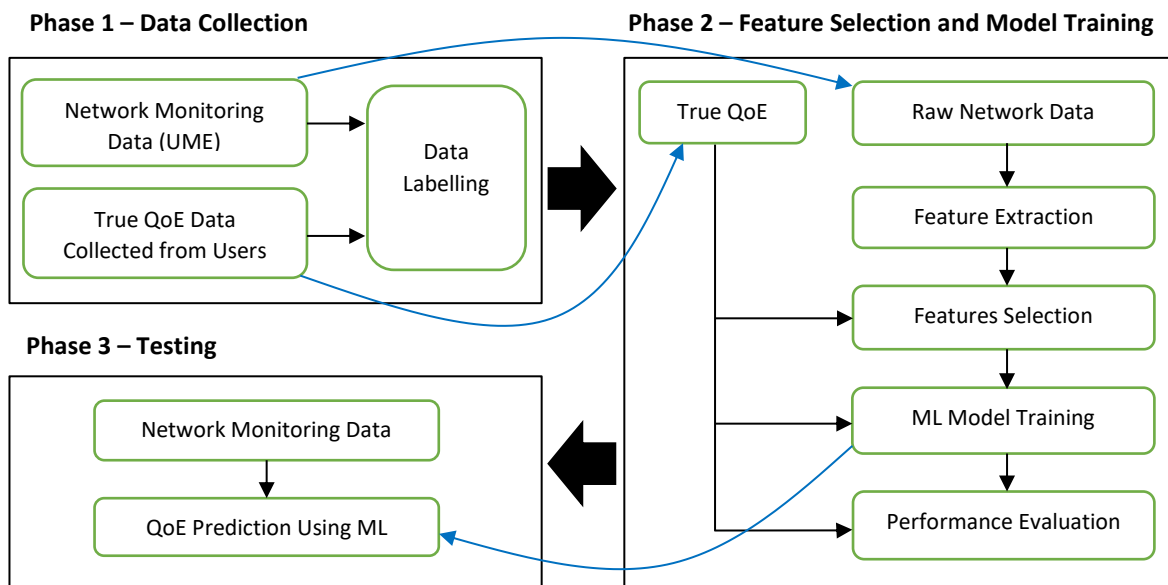 Phase 1 – Data Collection
Network Monitoring
Data (UME)
True QoE Data
Collected from Users
Data
Labelling
Phase 2 – Feature Selection and Model Training
True QoE
Raw Network Data
Feature Extraction
Features Selection
ML Model Training
Performance Evaluation
Phase 3 – Testing
Network Monitoring Data
QoE Prediction Using ML